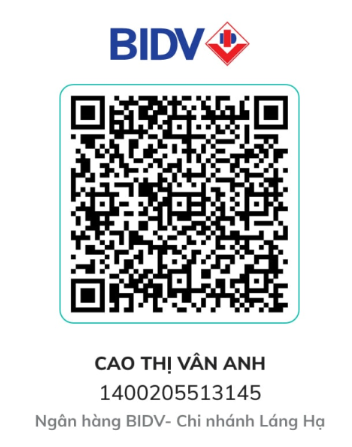 BIDV
CAO THỊ VÂN ANH
1400205513145
Ngân hàng BIDV- Chi nhánh Láng Hạ